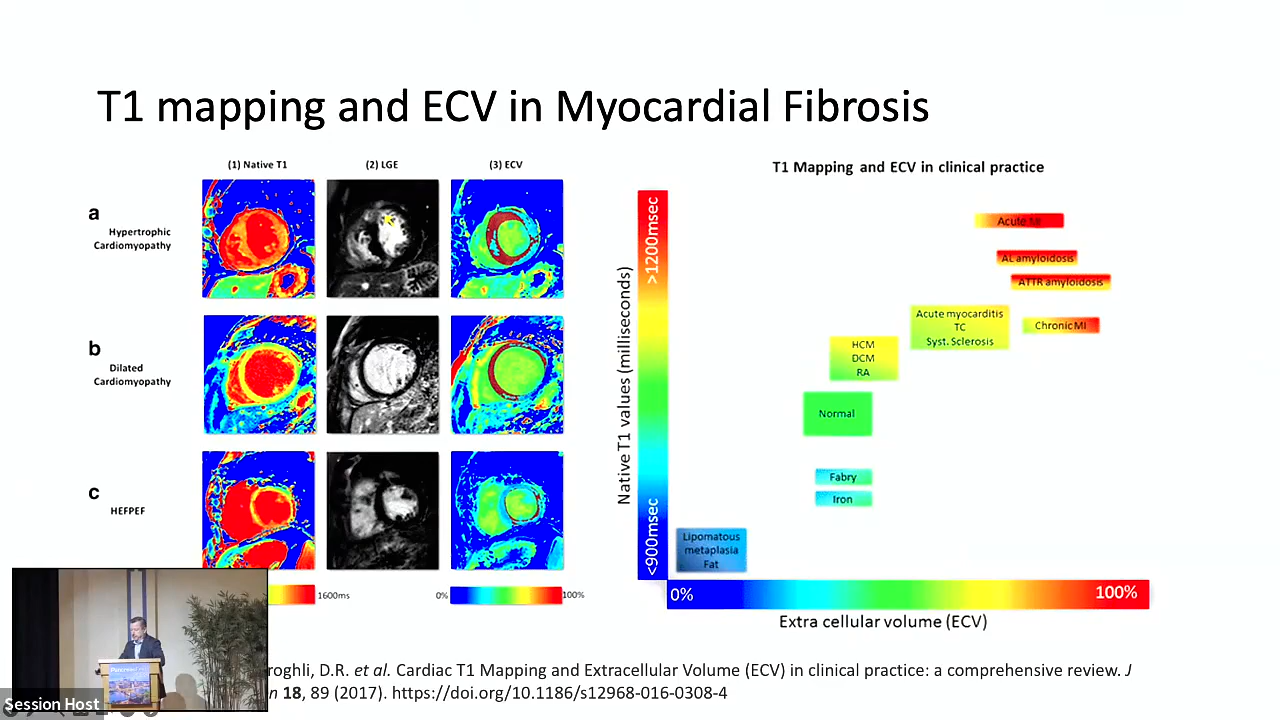 T1 mapping and ECV in Myocardial Fibrosis
(1) Native T1
(2) LGE
(3) ECV
a
Hypertrophic
Cardiomyopathy
b
Dilated
Cardiomyopathy
c
HEFPEF
1600ms
0%
100%
T1 Mapping and ECV in clinical practice
Native T1 values (milliseconds)
>1200msec
<900msec
Acute MI
AL amyloidosis
ATTR amyloidosis
Acute myocarditis
TC
Syst. Sclerosis
Chronic MI
HCM
DCM
RA
Normal
Fabry
Iron
Lipomatous
metaplasia
Fat
0%
100%
Extra cellular volume (ECV)
roghli, D.R. et al. Cardiac T1 Mapping and Extracellular Volume (ECV) in clinical practice: a comprehensive review. J
n 18, 89 (2017). https://doi.org/10.1186/s12968-016-0308-4
Session Host